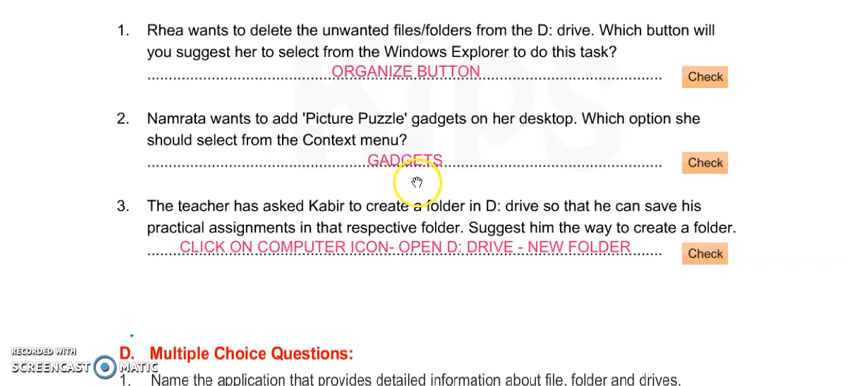 1. Rhea wants to delete the unwanted files/folders from the D: drive. Which button will
you suggest her to select from the Windows Explorer to do this task?
ORGANIZE BUTTON Check
2. Namrata wants to add 'Picture Puzzle' gadgets on her desktop. Which option she
should select from the Context menu?
GADGETS Check
3. The teacher has asked Kabir to create a folder in D: drive so that he can save his
practical assignments in that respective folder. Suggest him the way to create a folder.
CLICK ON COMPUTER ICON- OPEN D: DRIVE - NEW FOLDER Check
D. Multiple Choice Questions:
1. Name the application that provides detailed information about file, folder and drives.
RECORDED WITH
SCREENCAST MATIC